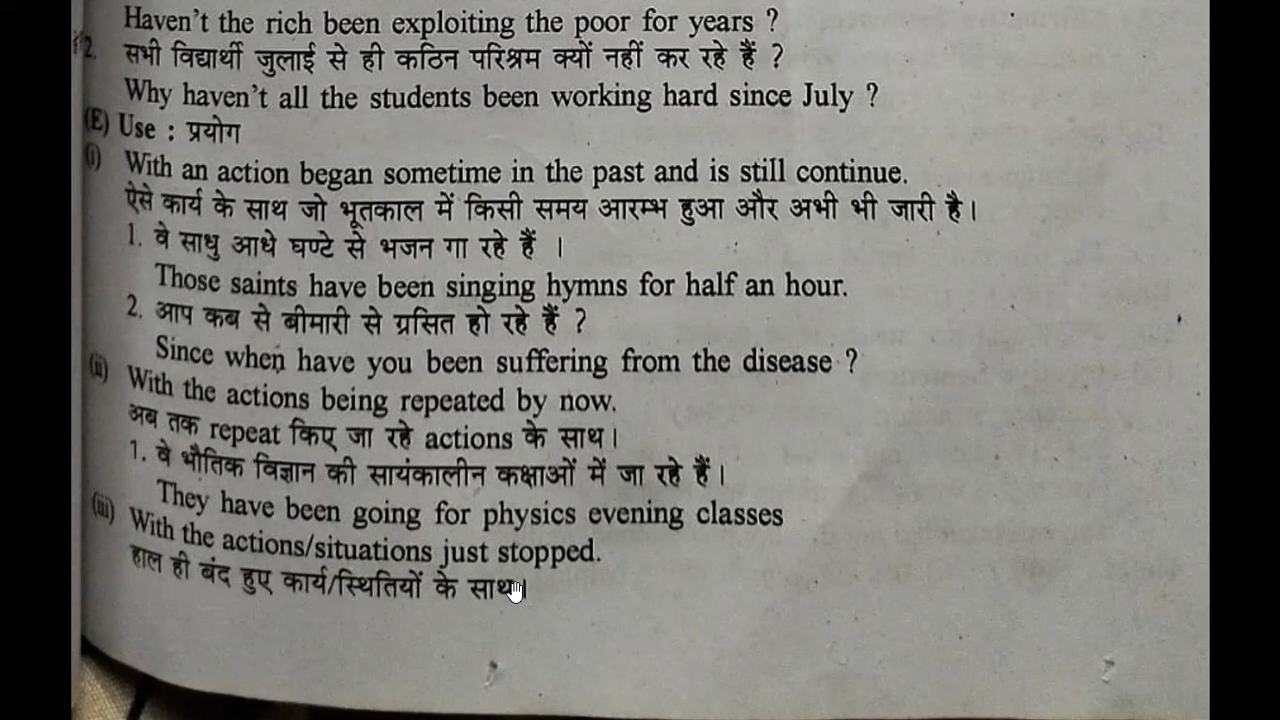 Haven't the rich been exploiting the poor for years ?
2. सभी विद्यार्थी जुलाई से ही कठिन परिश्रम क्यों नहीं कर रहे हैं ?
Why haven't all the students been working hard since July ?
(E) Use : प्रयोग
(i) With an action began sometime in the past and is still continue.
ऐसे कार्य के साथ जो भूतकाल में किसी समय आरम्भ हुआ और अभी भी जारी है।
1. वे साधु आधे घण्टे से भजन गा रहे हैं ।
Those saints have been singing hymns for half an hour.
2. आप कब से बीमारी से ग्रसित हो रहे हैं ?
Since when have you been suffering from the disease ?
(ii) With the actions being repeated by now.
अब तक repeat किए जा रहे actions के साथ।
1. वे भौतिक विज्ञान की सायंकालीन कक्षाओं में जा रहे हैं।
They have been going for physics evening classes
(iii) With the actions/situations just stopped.
हाल ही बंद हुए कार्य/स्थितियों के साथ।